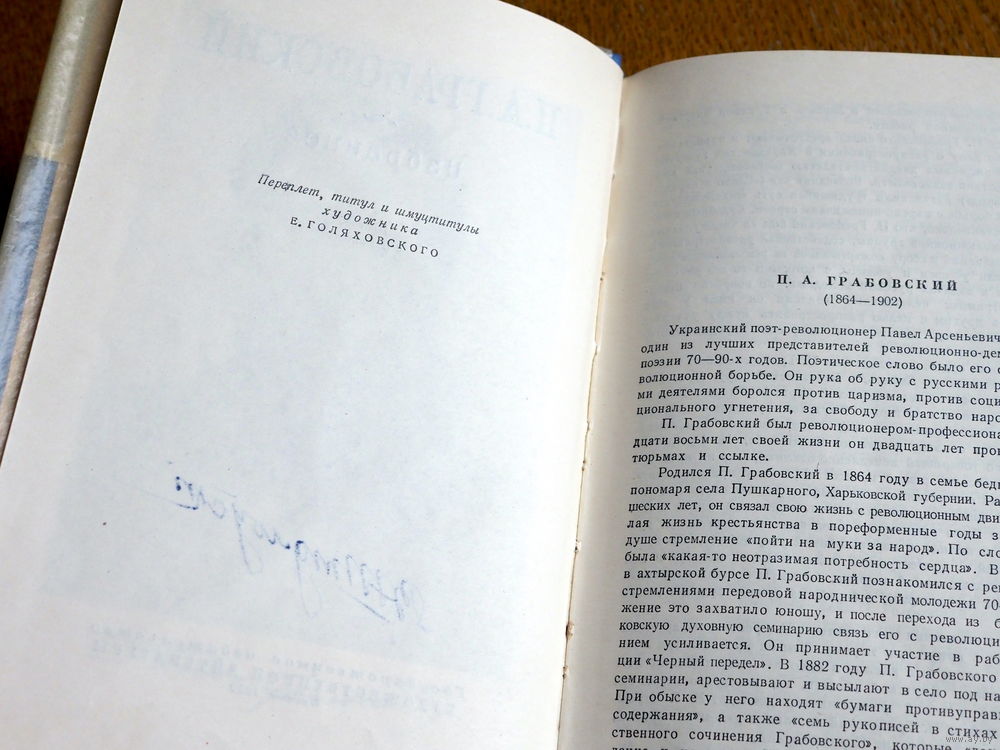 Переплет, титул и шмуцтитулы
художника
Е. ГОЛЯХОВСКОГО
П. А. ГРАБОВСКИЙ
(1864—1902)
Украинский поэт-революционер Павел Арсеньевич
один из лучших представителей революционно-де
поэзии 70—90-х годов. Поэтическое слово было его о
волюционной борьбе. Он рука об руку с русскими р
ми деятелями боролся против царизма, против соци
ционального угнетения, за свободу и братство наро
П. Грабовский был революционером-профессиона
дцати восьми лет своей жизни он двадцать лет про
тюрьмах и ссылке.
Родился П. Грабовский в 1864 году в семье бед
пономаря села Пушкарного, Харьковской губернии. Ра
шеских лет, он связал свою жизнь с революционным дви
лая жизнь крестьянства в пореформенные годы з
душе стремление «пойти на муки за народ». По сло
была «какая-то неотразимая потребность сердца». В
в ахтырской бурсе П. Грабовский познакомился с ре
стремлениями передовой народнической молодежи 70-
жение это захватило юношу, и после перехода из б
ковскую духовную семинарию связь его с революци
нием усиливается. Он принимает участие в раб
ции «Черный передел». В 1882 году П. Грабовского
семинарии, арестовывают и высылают в село под на
При обыске у него находят «бумаги противуправи
содержания», а также «семь рукописей в стихах
ственного сочинения Грабовского», которые
www.ay.by